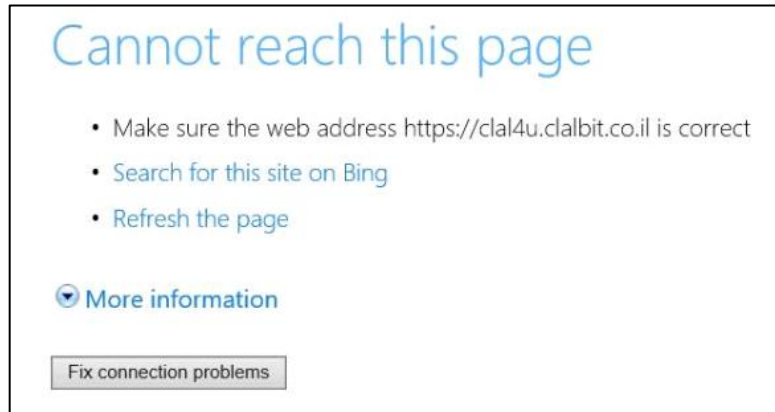 Cannot reach this page
• Make sure the web address https://clal4u.clalbit.co.il is correct
• Search for this site on Bing
• Refresh the page
More information
Fix connection problems